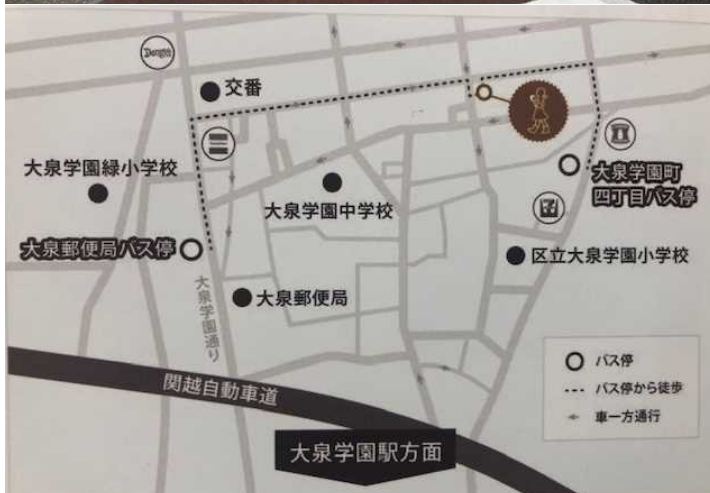 Denny's
交番
大泉学園緑小学校
大泉学園中学校
大泉学園町
四丁目バス停
大泉郵便局バス停
区立大泉学園小学校
大泉郵便局
大泉学園通り
バス停
バス停から徒歩
車一方通行
関越自動車道
大泉学園駅方面